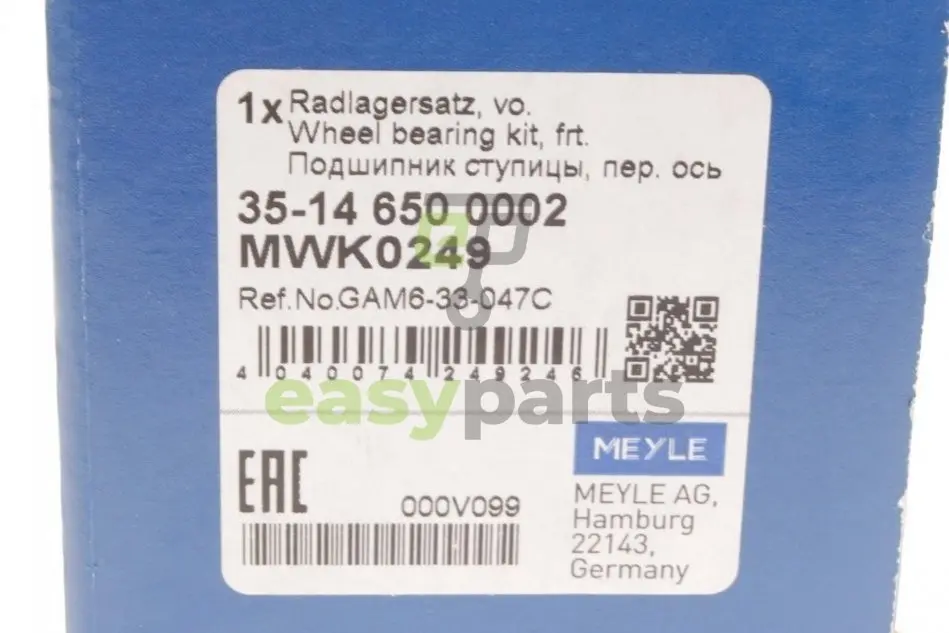 1x Radlagersatz, vo.
Wheel bearing kit, frt.
Подшипник ступицы, пер. ось
35-14 650 0002
MWK0249
Ref.No.GAM6-33-047C
4 040074 249246
easyparts
EAC
000V099
MEYLE
MEYLE AG,
Hamburg
22143,
Germany